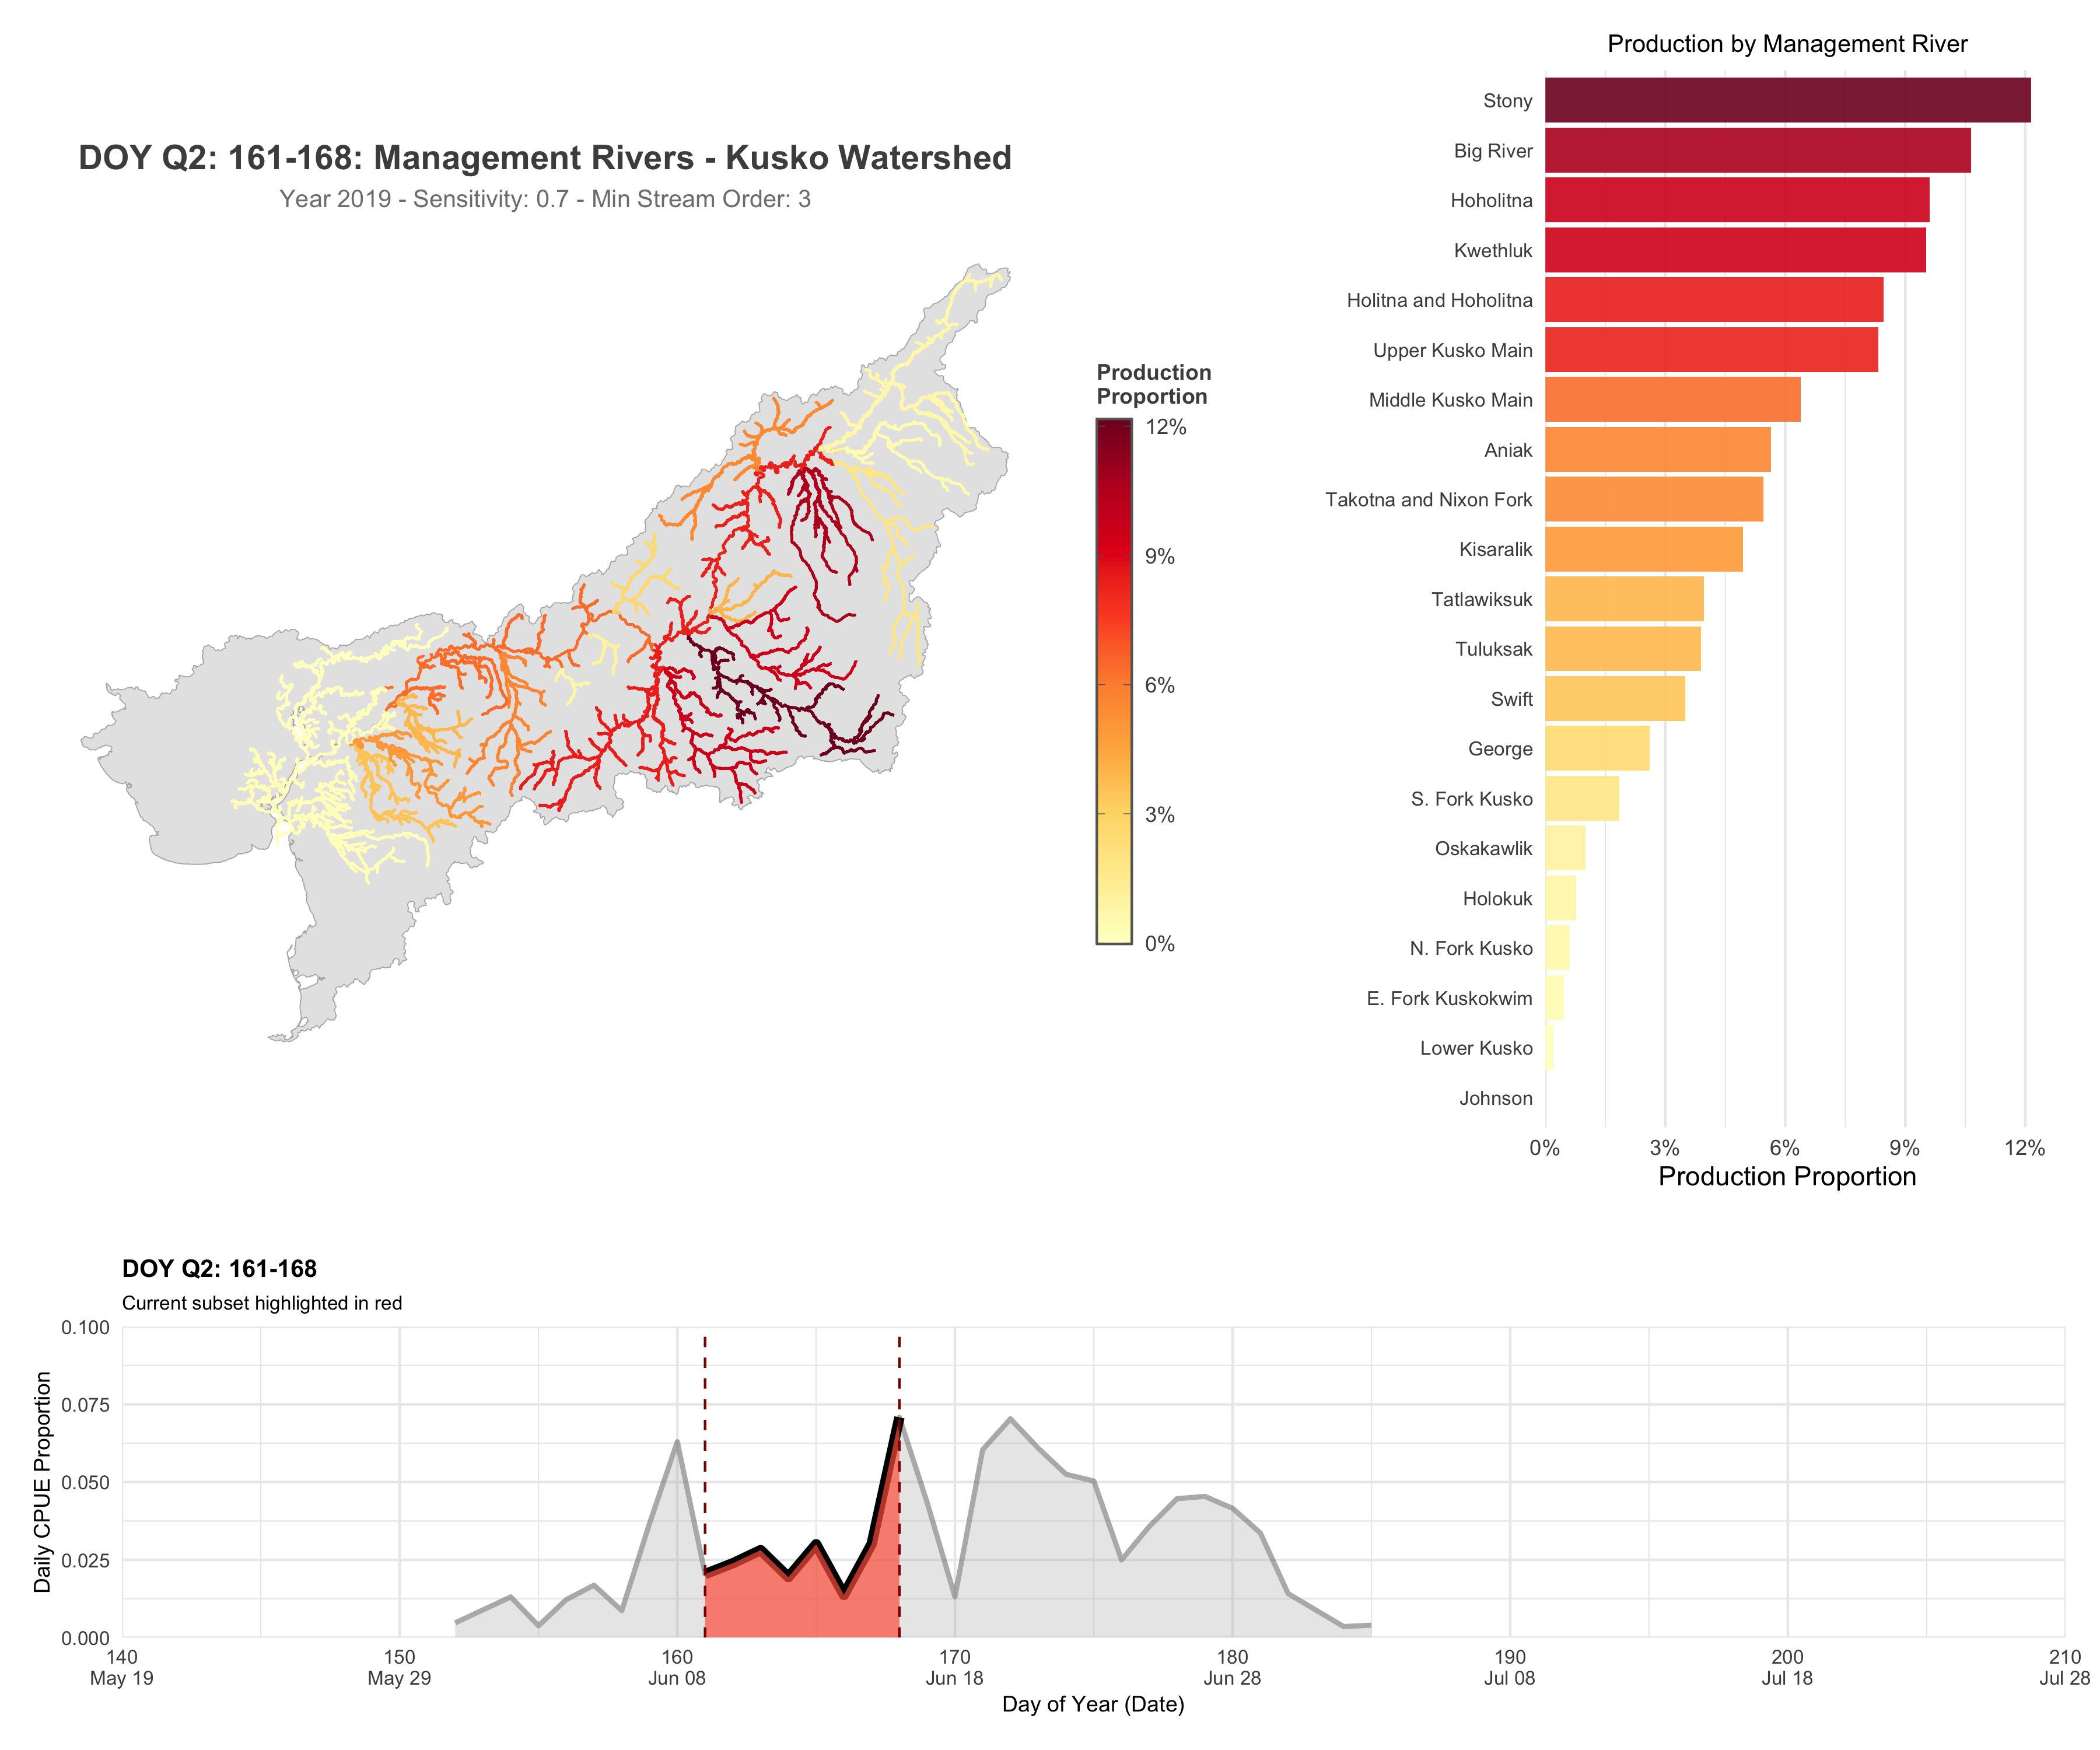 DOY Q2: 161-168: Management Rivers - Kusko Watershed
Year 2019 - Sensitivity: 0.7 - Min Stream Order: 3
Production
Proportion
12%
9%
6%
3%
0%
Production by Management River
Stony
Big River
Hoholitna
Kwethluk
Holitna and Hoholitna
Upper Kusko Main
Middle Kusko Main
Aniak
Takotna and Nixon Fork
Kisaralik
Tatlawiksuk
Tuluksak
Swift
George
S. Fork Kusko
Oskakawlik
Holokuk
N. Fork Kusko
E. Fork Kuskokwim
Lower Kusko
Johnson
0% 3% 6% 9% 12%
Production Proportion
DOY Q2: 161-168
Current subset highlighted in red
Daily CPUE Proportion
0.100
0.075
0.050
0.025
0.000
140 150 160 170 180 190 200 210
May 19 May 29 Jun 08 Jun 18 Jun 28 Jul 08 Jul 18 Jul 28
Day of Year (Date)